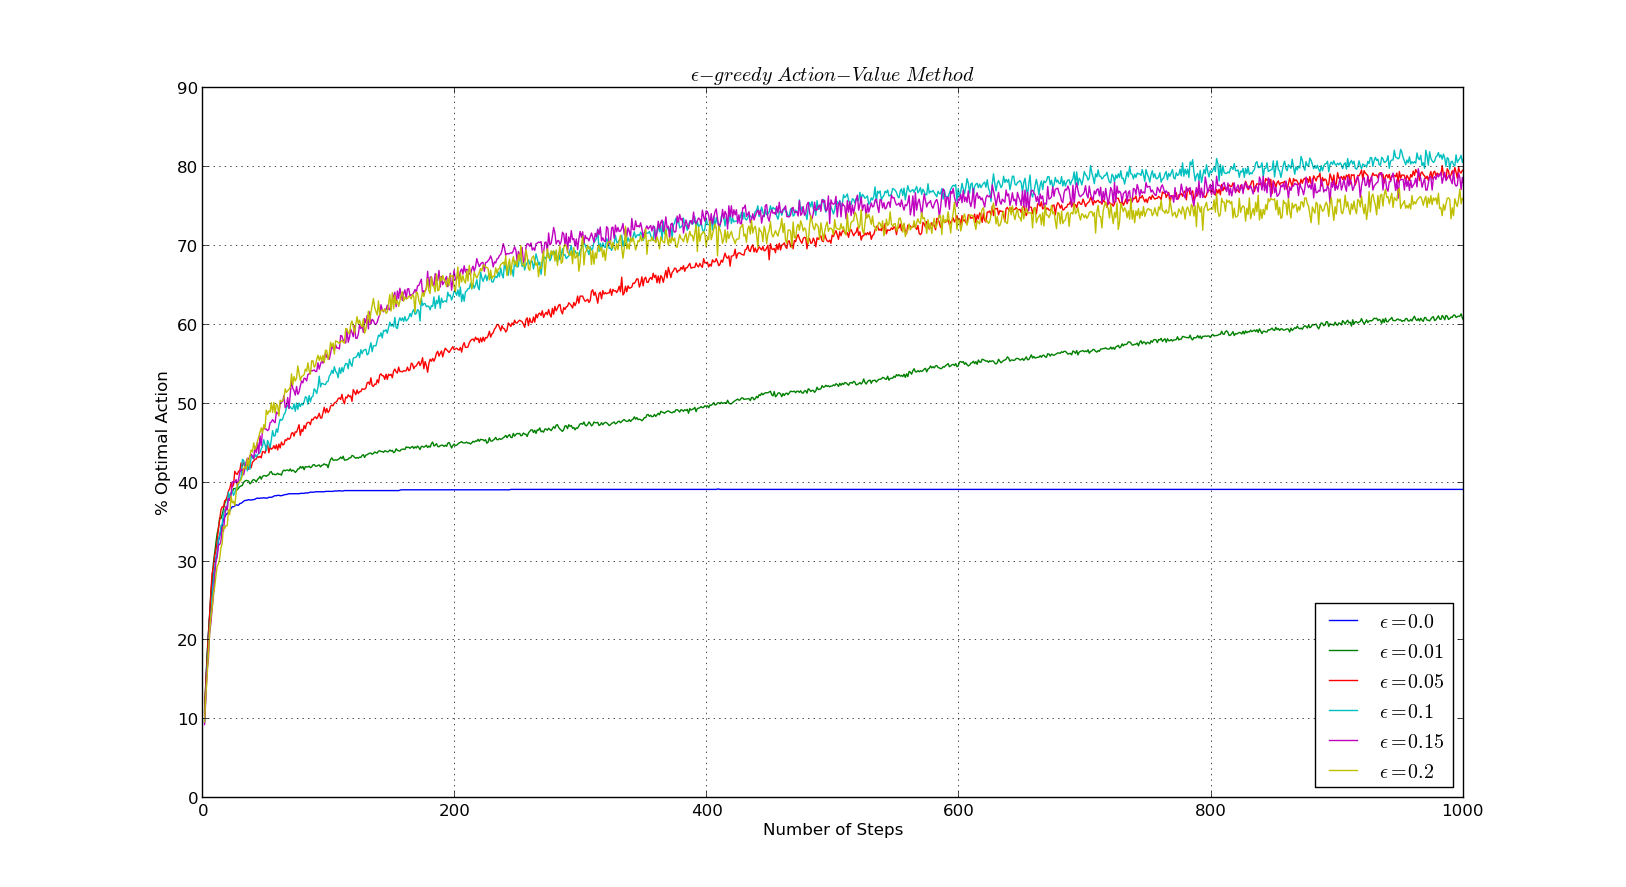 ϵ−greedy Action−Value Method
90
80
70
60
50
40
30
20
10
0
% Optimal Action
0 200 400 600 800 1000
Number of Steps
ϵ=0.0
ϵ=0.01
ϵ=0.05
ϵ=0.1
ϵ=0.15
ϵ=0.2